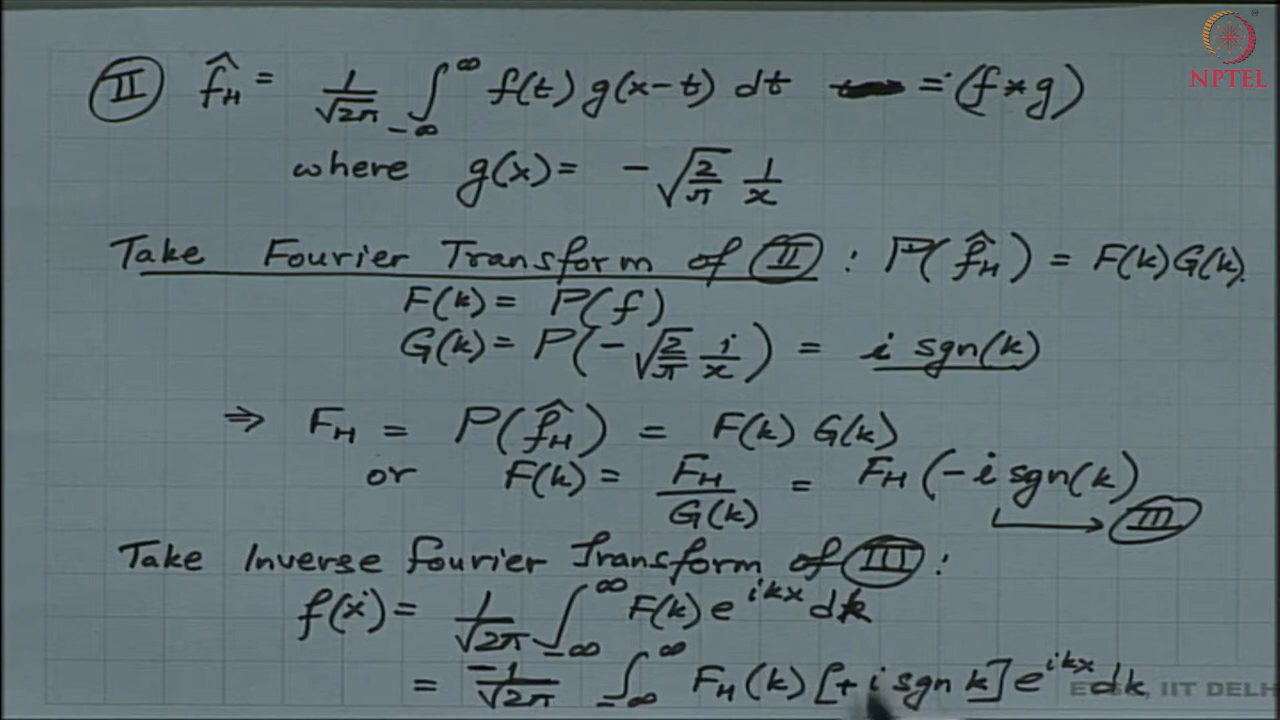 NPTEL
II f̂_H = 1/√2π ∫_{-∞}^{∞} f(t) g(x-t) dt = (f*g)
where g(x) = -√(2/π) 1/x
Take Fourier Transform of II : F(f̂_H) = F(k)G(k).
F(k) = F(f)
G(k) = F(-√(2/π) 1/x) = i sgn(k)
⇒ F_H = F(f̂_H) = F(k) G(k)
or F(k) = F_H/G(k) = F_H (-i sgn(k)
→ III
Take Inverse Fourier Transform of III :
f(x) = 1/√2π ∫_{-∞}^{∞} F(k) e^{ikx} dk
= -1/√2π ∫_{-∞}^{∞} F_H(k) [+i sgn k] e^{ikx} dk
, IIT DELH